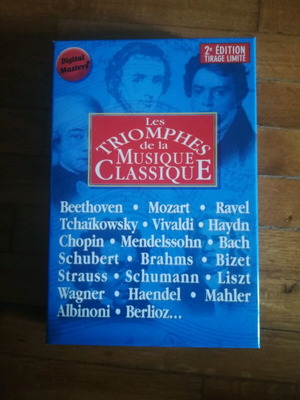 Digital
Master
2e ÉDITION
TIRAGE LIMITÉ
Les
TRIOMPHES
de la
MUSIQUE
CLASSIQUE
Beethoven • Mozart • Ravel
Tchaïkowsky • Vivaldi • Haydn
Chopin • Mendelssohn • Bach
Schubert • Brahms • Bizet
Strauss • Schumann • Liszt
Wagner • Haendel • Mahler
Albinoni • Berlioz...